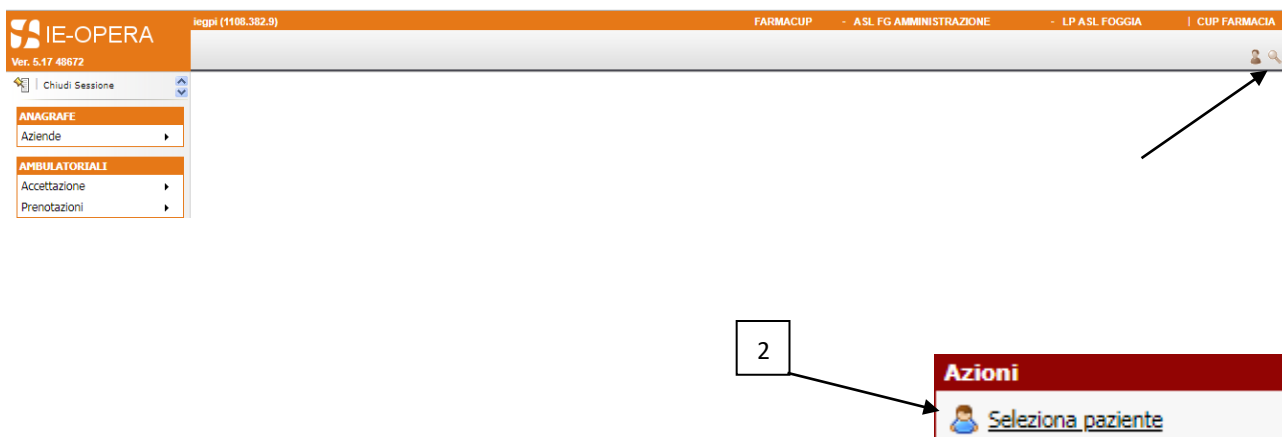 IE-OPERA
Ver. 5.17 48672
iegpi (1108.382.9)
FARMACUP - ASL FG AMMINISTRAZIONE - LP ASL FOGGIA | CUP FARMACIA
Chiudi Sessione
ANAGRAFE
Aziende
AMBULATORIALI
Accettazione
Prenotazioni
2
Azioni
Seleziona paziente